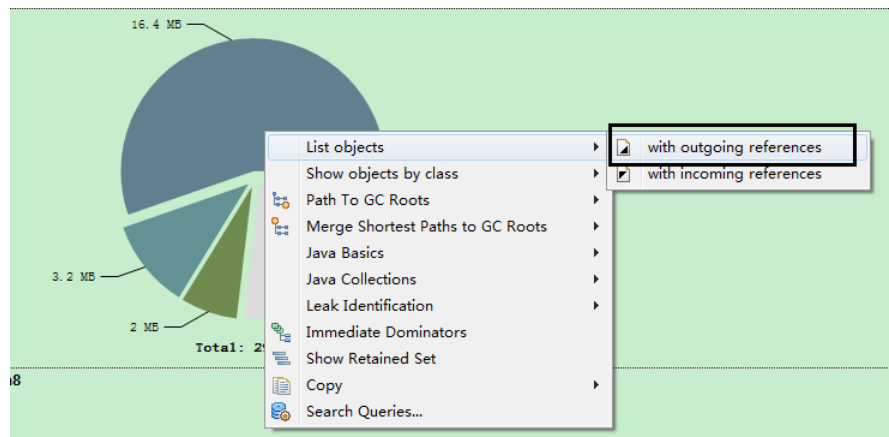 16.4 MB
List objects
with outgoing references
Show objects by class
with incoming references
Path To GC Roots
Merge Shortest Paths to GC Roots
Java Basics
3.2 MB
Java Collections
Leak Identification
2 MB
Immediate Dominators
Total: 2
Show Retained Set
Copy
Search Queries...